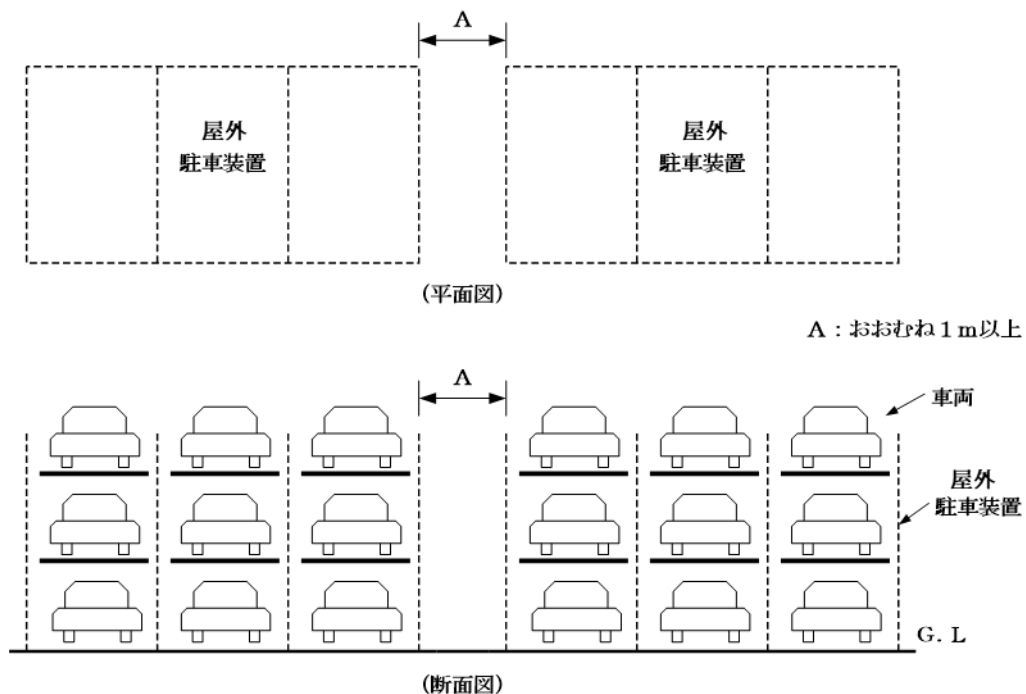 A
屋外
駐車装置
屋外
駐車装置
(平面図)
A：おおむね１ｍ以上
A
車両
屋外
駐車装置
G. L
(断面図)